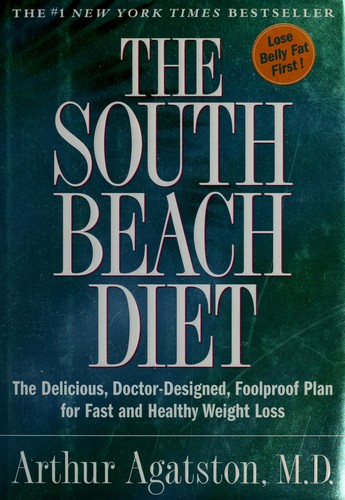 THE #1 NEW YORK TIMES BESTSELLER
Lose
Belly Fat
First!
THE
SOUTH
BEACH
DIET
The Delicious, Doctor-Designed, Foolproof Plan
for Fast and Healthy Weight Loss
Arthur Agatston, M.D.